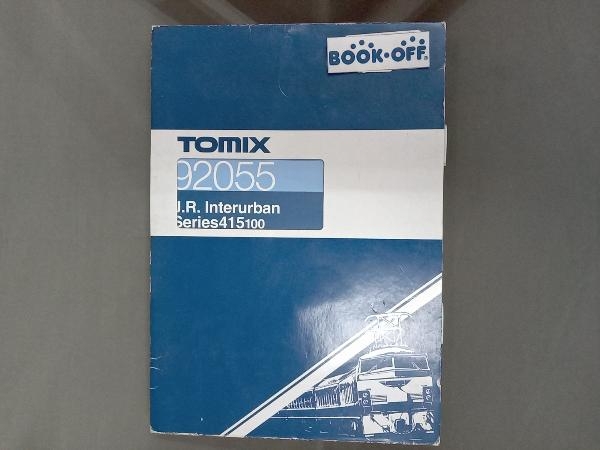 BOOK·OFF®
TOMIX
92055
J.R. Interurban
Series415100